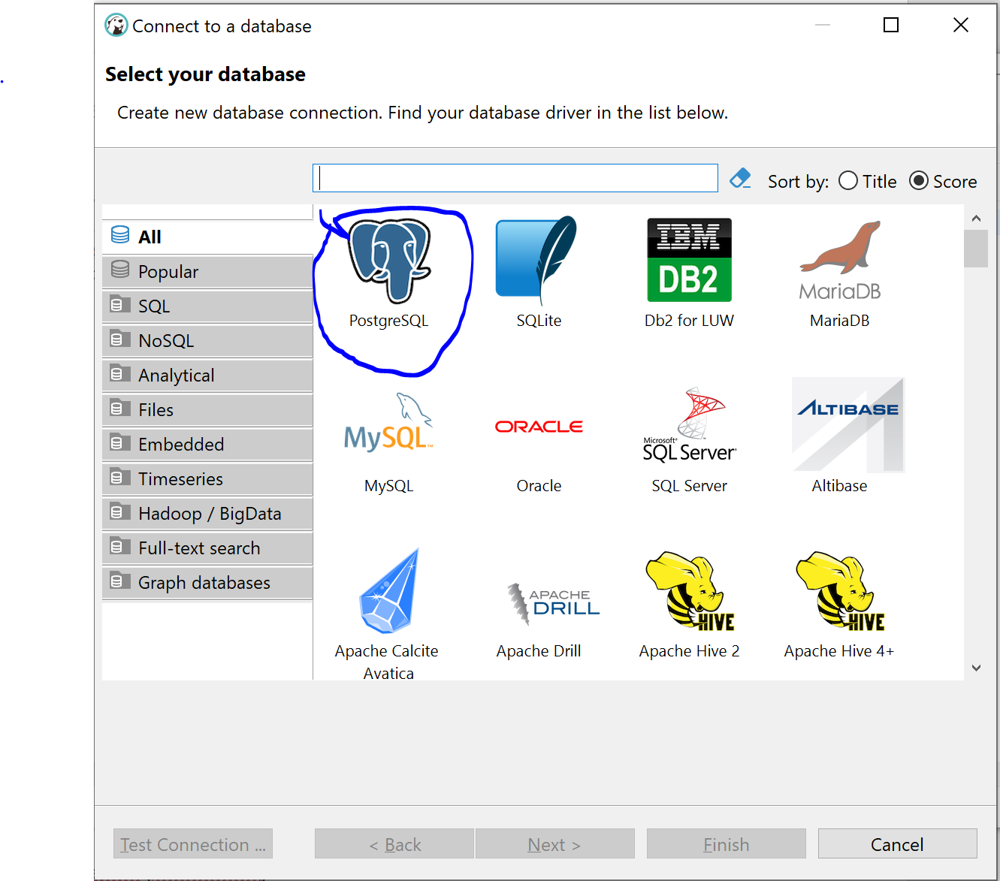 Connect to a database
Select your database
Create new database connection. Find your database driver in the list below.
Sort by: Title Score
All
Popular
SQL
NoSQL
Analytical
Files
Embedded
Timeseries
Hadoop / BigData
Full-text search
Graph databases
PostgreSQL
SQLite
IBM
DB2
Db2 for LUW
MariaDB
MariaDB
MySQL™
MySQL
ORACLE
Oracle
Microsoft®
SQL Server
SQL Server
ALTIBASE
Altibase
Apache Calcite
Avatica
APACHE
DRILL
Apache Drill
HIVE
Apache Hive 2
HIVE
Apache Hive 4+
Test Connection ...
< Back
Next >
Finish
Cancel